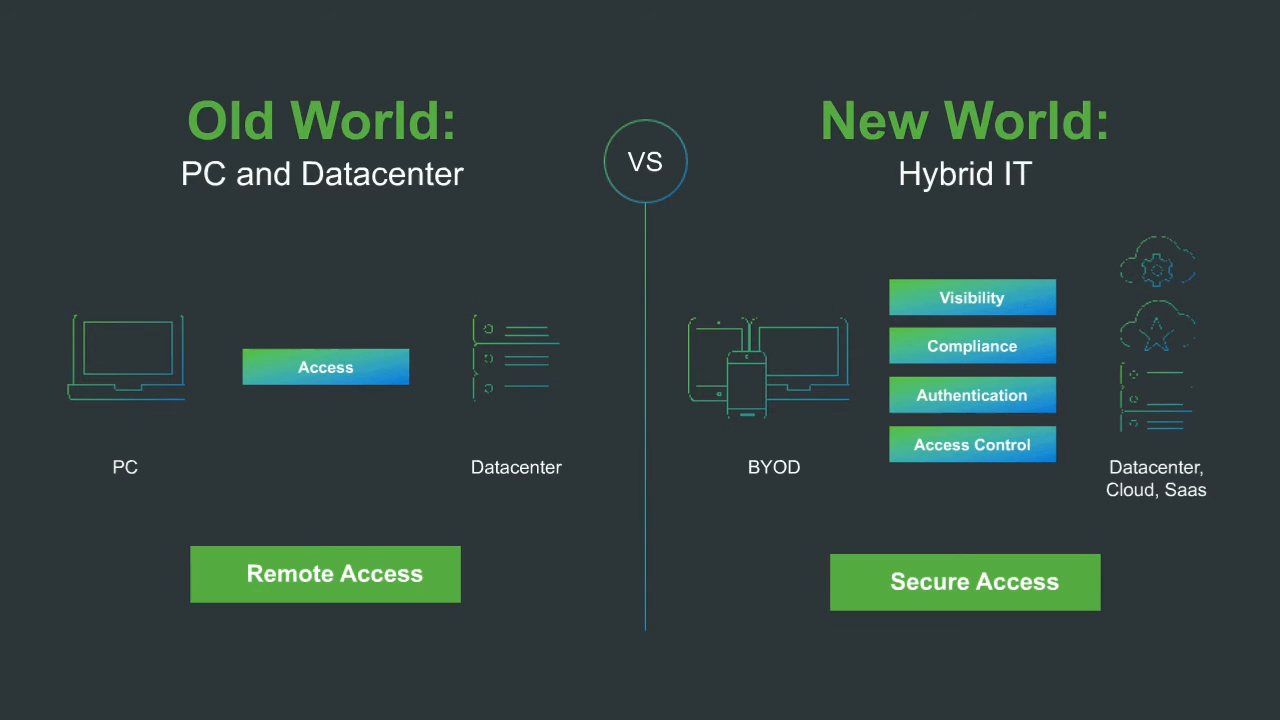 Old World:
PC and Datacenter
VS
New World:
Hybrid IT
Access
PC
Datacenter
Remote Access
Visibility
Compliance
Authentication
Access Control
BYOD
Datacenter,
Cloud, Saas
Secure Access